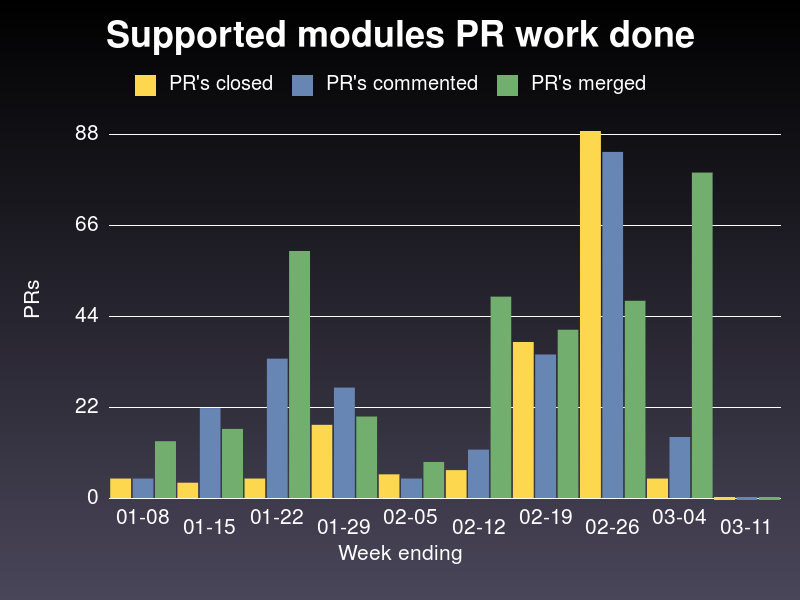 Supported modules PR work done
PR's closed PR's commented PR's merged
88
66
44
22
0
PRs
01-08 01-15 01-22 01-29 02-05 02-12 02-19 02-26 03-04 03-11
Week ending